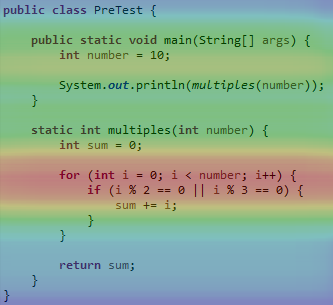 public class PreTest {
    public static void main(String[] args) {
        int number = 10;
        System.out.println(multiples(number));
    }
    static int multiples(int number) {
        int sum = 0;
        for (int i = 0; i < number; i++) {
            if (i % 2 == 0 || i % 3 == 0) {
                sum += i;
            }
        }
        return sum;
    }
}